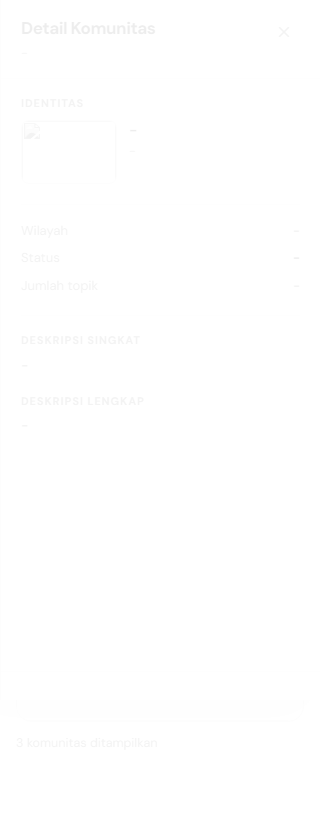 Detail Komunitas
-
IDENTITAS
-
-
Wilayah -
Status -
Jumlah topik -
DESKRIPSI SINGKAT
-
DESKRIPSI LENGKAP
-
3 komunitas ditampilkan